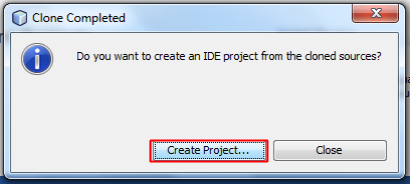 Clone Completed
Do you want to create an IDE project from the cloned sources?
Create Project...
Close